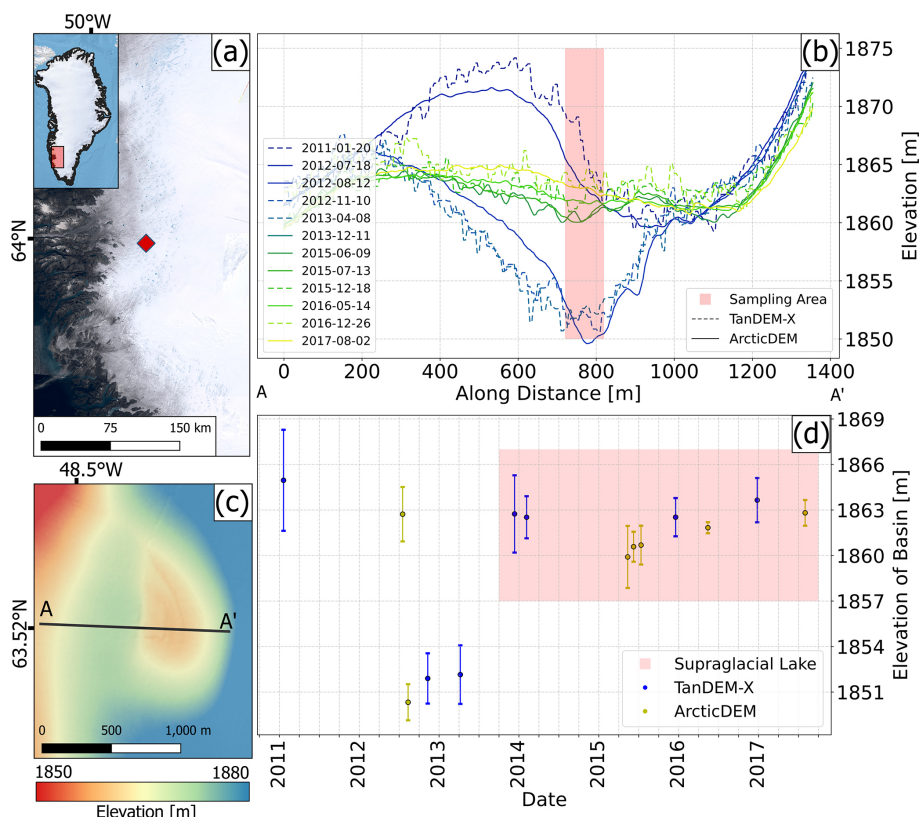 50°W
(a)
64°N
0 75 150 km
(b)
1875
1870
1865
1860
1855
1850
Elevation [m]
2011-01-20
2012-07-18
2012-08-12
2012-11-10
2013-04-08
2013-12-11
2015-06-09
2015-07-13
2015-12-18
2016-05-14
2016-12-26
2017-08-02
Sampling Area
TanDEM-X
ArcticDEM
0 200 400 600 800 1000 1200 1400
A Along Distance [m] A'
48.5°W
(c)
63.52°N
A A'
0 500 1,000 m
1850 1880
Elevation [m]
(d)
1869
1866
1863
1860
1857
1854
1851
Elevation of Basin [m]
Supraglacial Lake
TanDEM-X
ArcticDEM
2011 2012 2013 2014 2015 2016 2017
Date